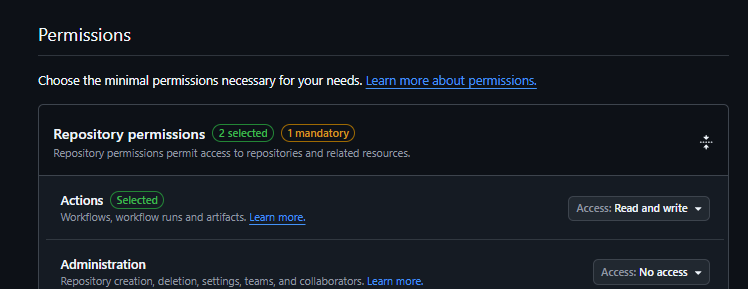 Permissions
Choose the minimal permissions necessary for your needs. Learn more about permissions.
Repository permissions 2 selected 1 mandatory
Repository permissions permit access to repositories and related resources.
Actions Selected
Workflows, workflow runs and artifacts. Learn more.
Access: Read and write
Administration
Repository creation, deletion, settings, teams, and collaborators. Learn more.
Access: No access